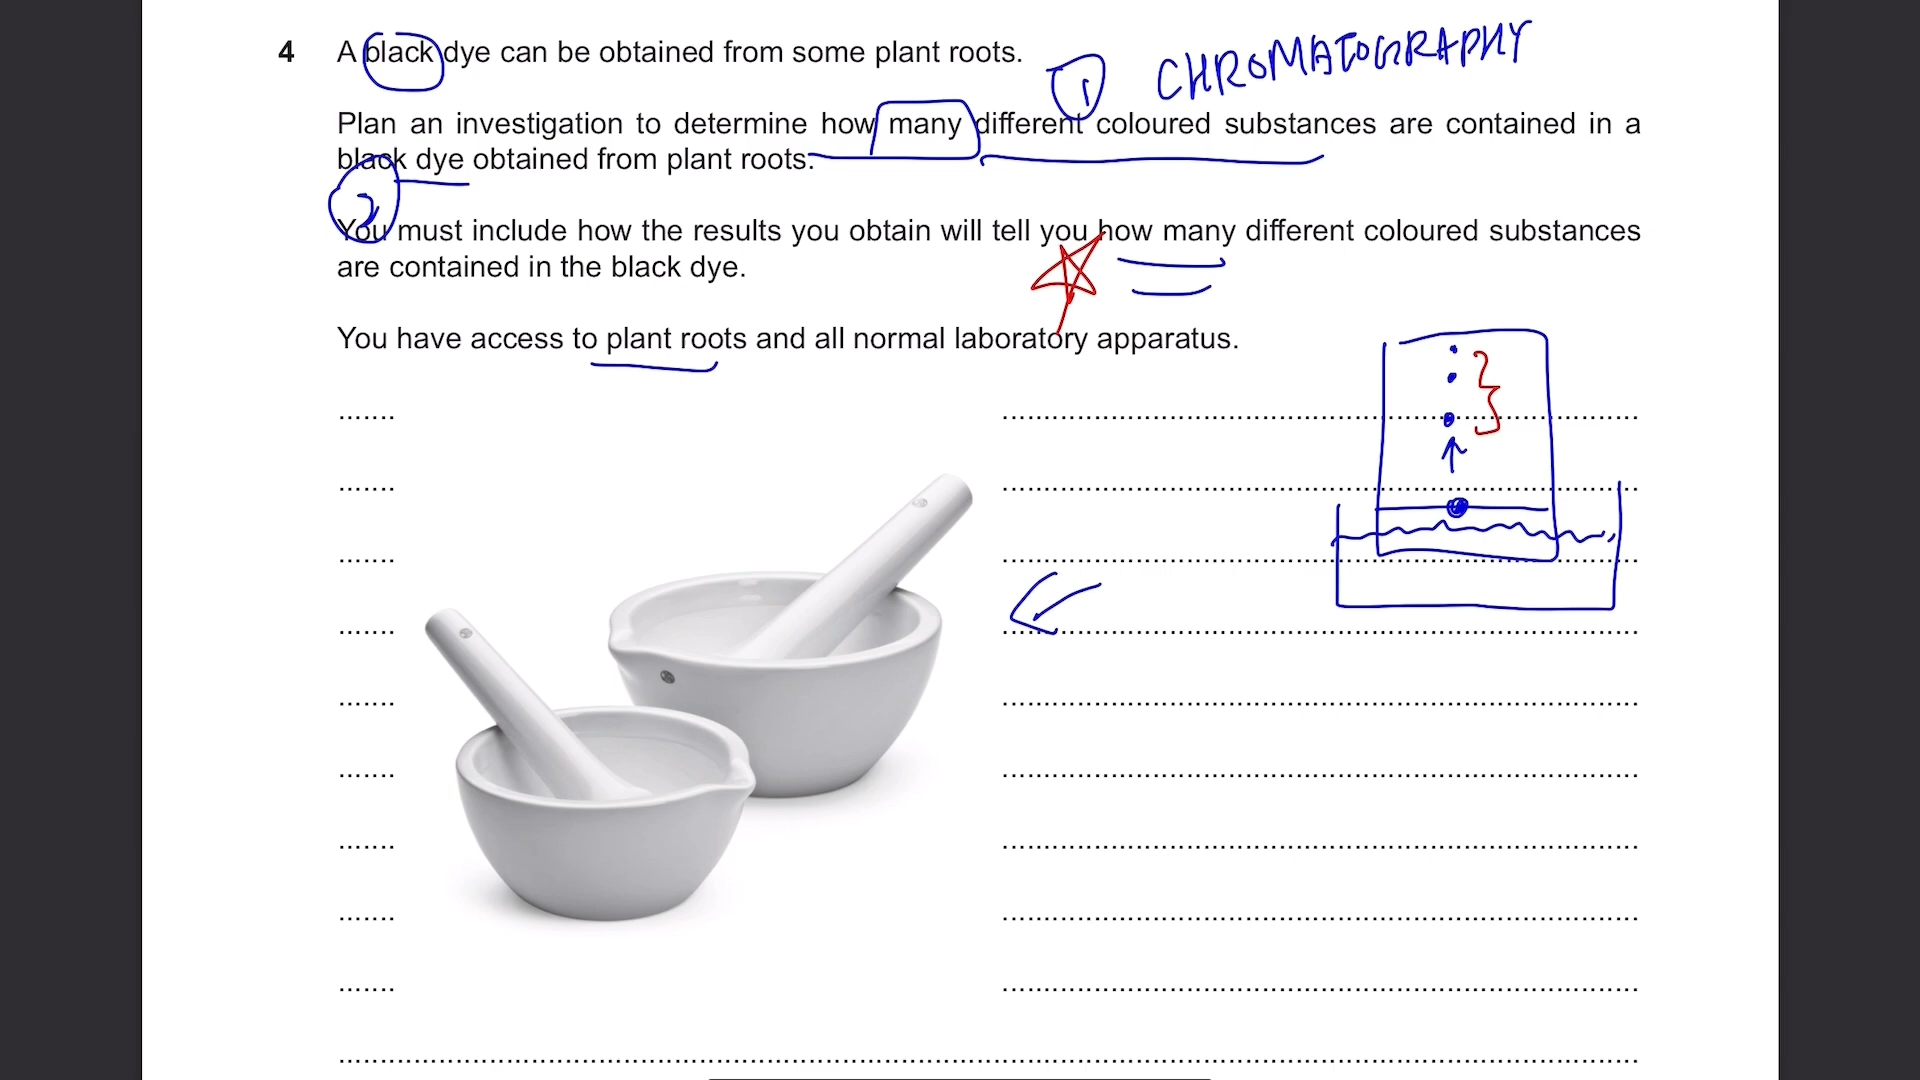 4 A black dye can be obtained from some plant roots.
1 CHROMATOGRAPHY
Plan an investigation to determine how many different coloured substances are contained in a
black dye obtained from plant roots.
2
You must include how the results you obtain will tell you how many different coloured substances
are contained in the black dye.
You have access to plant roots and all normal laboratory apparatus.